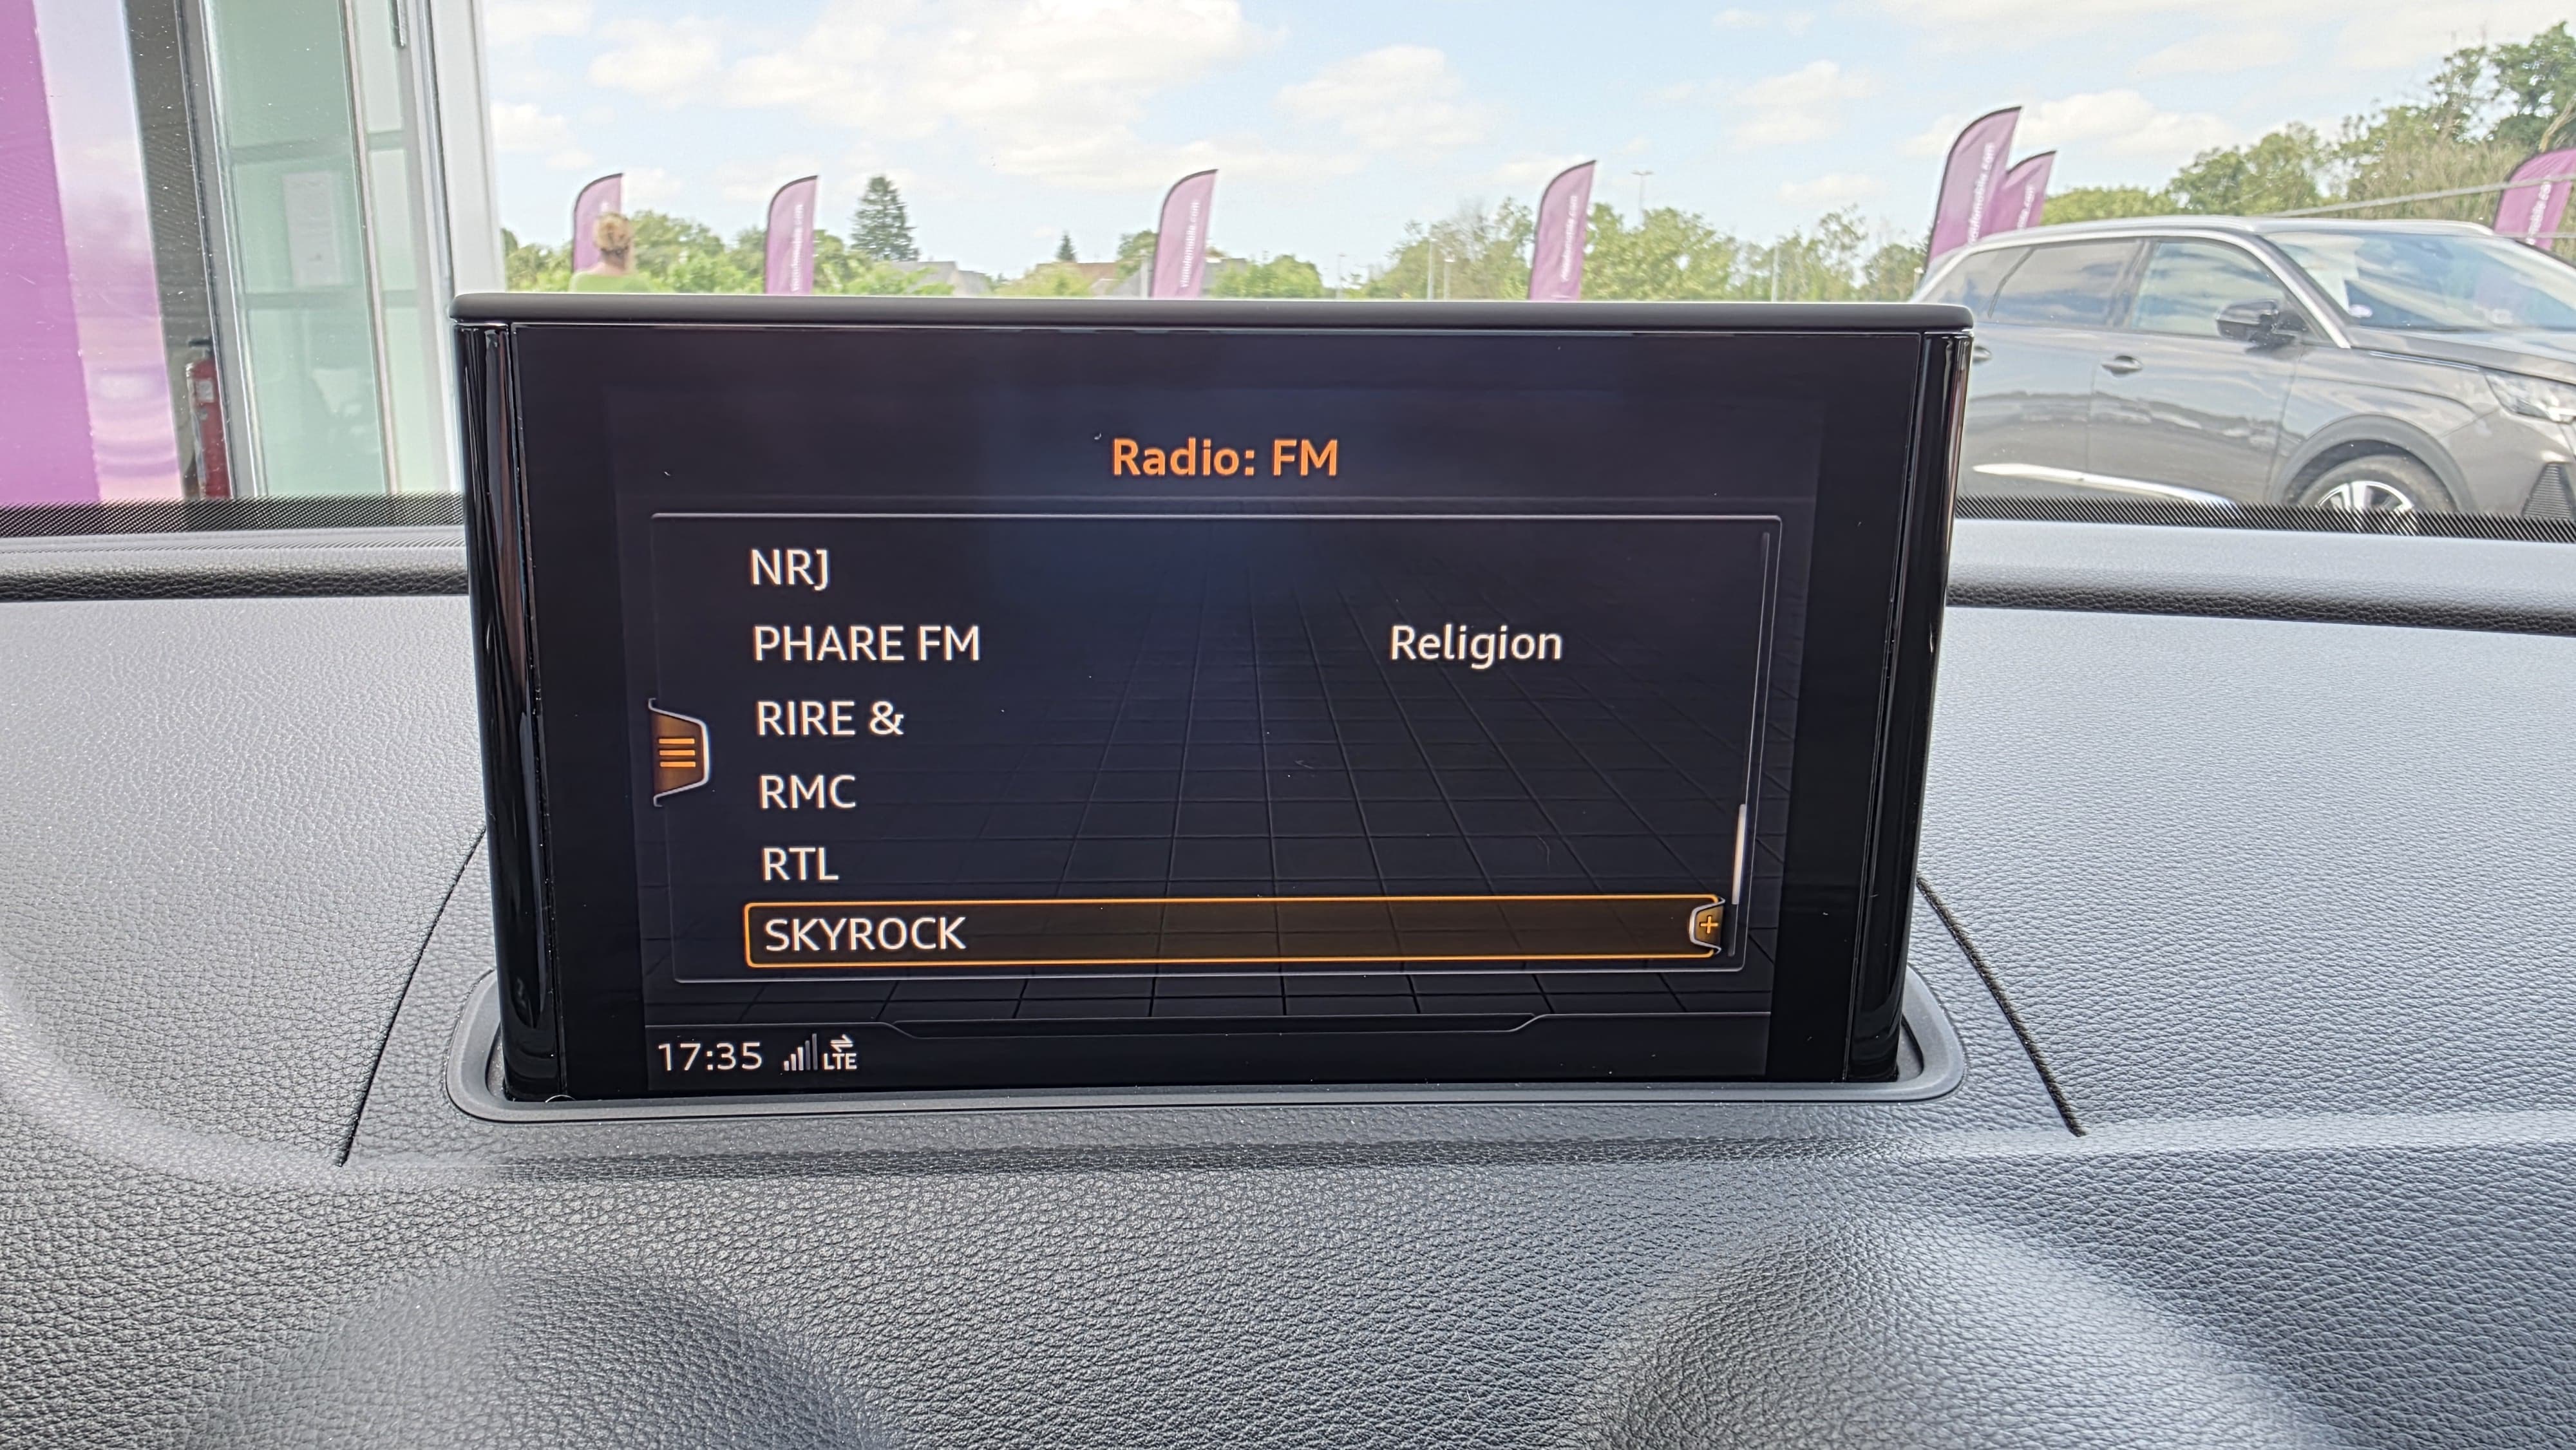 Radio: FM
NRJ
PHARE FM Religion
RIRE &
RMC
RTL
SKYROCK
17:35 LTE